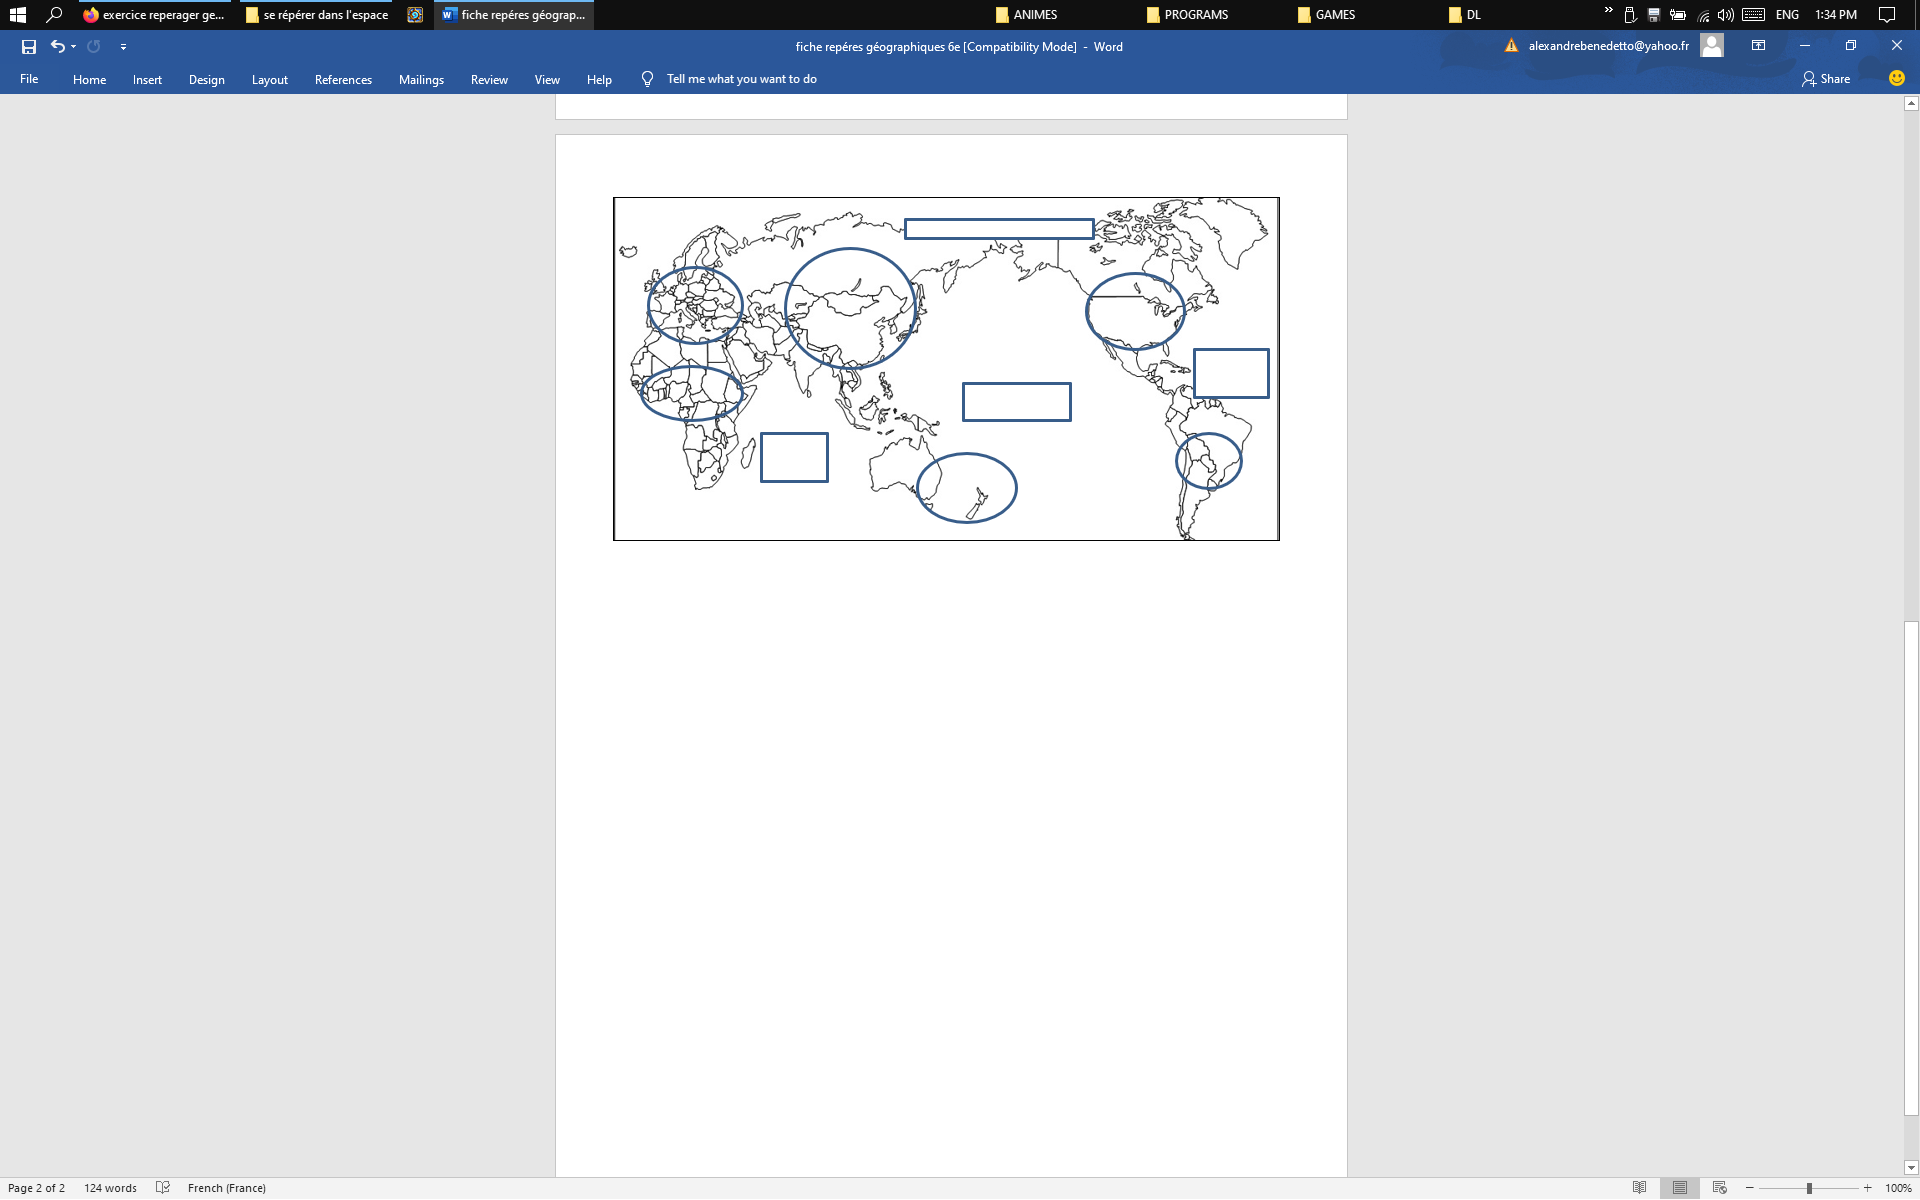 exercice reperager ge... se répérer dans l'espace fiche repéres géograp... ANIMES PROGRAMS GAMES DL ENG 1:34 PM
fiche repéres géographiques 6e [Compatibility Mode] - Word alexandrebenedetto@yahoo.fr
File Home Insert Design Layout References Mailings Review View Help Tell me what you want to do Share
Page 2 of 2 124 words French (France) 100%